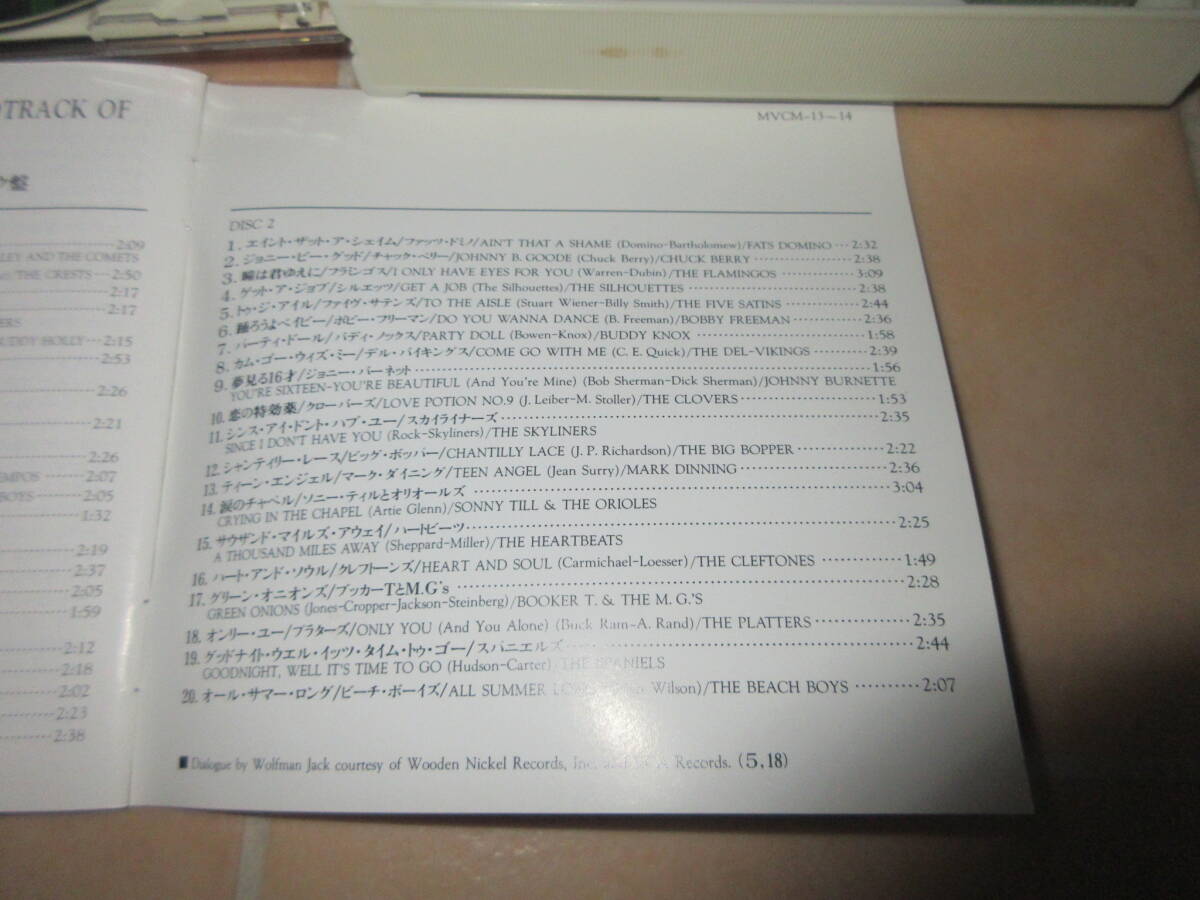 OTRACK OF
盤
2:09
LEY AND THE COMETS
/THE CRESTS 2:50
2:17
2:17
ERS
BUDDY HOLLY 2:15
2:53
2:26
2:21
2:26
EMPOS 2:07
BOYS 2:05
1:32
2:19
2:37
2:05
1:59
2:12
2:18
2:02
2:23
2:38
MVCM-13〜14
DISC 2
1. エイント・ザット・ア・シェイム/ファッツ・ドミノ/AIN'T THAT A SHAME (Domino-Bartholomew)/FATS DOMINO 2:32
2. ジョニー・ビー・グッド/チャック・ベリー/JOHNNY B. GOODE (Chuck Berry)/CHUCK BERRY 2:38
3. 瞳は君ゆえに/フラミンゴス/I ONLY HAVE EYES FOR YOU (Warren-Dubin)/THE FLAMINGOS 3:09
4. ゲット・ア・ジョブ/シルエッツ/GET A JOB (The Silhouettes)/THE SILHOUETTES 2:38
5. トゥ・ジ・アイル/ファイヴ・サテンズ/TO THE AISLE (Stuart Wiener-Billy Smith)/THE FIVE SATINS 2:44
6. 踊ろうよベイビー/ボビー・フリーマン/DO YOU WANNA DANCE (B. Freeman)/BOBBY FREEMAN 2:36
7. パーティ・ドール/バディ・ノックス/PARTY DOLL (Bowen-Knox)/BUDDY KNOX 1:58
8. カム・ゴー・ウィズ・ミー/デル・バイキングス/COME GO WITH ME (C. E. Quick)/THE DEL-VIKINGS 2:39
9. 夢見る16才/ジョニー・バーネット 1:56
YOU'RE SIXTEEN-YOU'RE BEAUTIFUL (And You're Mine) (Bob Sherman-Dick Sherman)/JOHNNY BURNETTE
10. 恋の特効薬/クローバーズ/LOVE POTION NO.9 (J. Leiber-M. Stoller)/THE CLOVERS 1:53
11. シンス・アイ・ドント・ハブ・ユー/スカイライナーズ 2:35
SINCE I DON'T HAVE YOU (Rock-Skyliners)/THE SKYLINERS
12. シャンティリー・レース/ビッグ・ボッパー/CHANTILLY LACE (J. P. Richardson)/THE BIG BOPPER 2:22
13. ティーン・エンジェル/マーク・ダイニング/TEEN ANGEL (Jean Surry)/MARK DINNING 2:36
14. 涙のチャペル/ソニー・ティルとオリオールズ 3:04
CRYING IN THE CHAPEL (Artie Glenn)/SONNY TILL & THE ORIOLES
15. サウザンド・マイルズ・アウェイ/ハートビーツ 2:25
A THOUSAND MILES AWAY (Sheppard-Miller)/THE HEARTBEATS
16. ハート・アンド・ソウル/クレフトーンズ/HEART AND SOUL (Carmichael-Loesser)/THE CLEFTONES 1:49
17. グリーン・オニオンズ/ブッカーTとM.G's 2:28
GREEN ONIONS (Jones-Cropper-Jackson-Steinberg)/BOOKER T. & THE M. G.'S
18. オンリー・ユー/プラターズ/ONLY YOU (And You Alone) (Buck Ram-A. Rand)/THE PLATTERS 2:35
19. グッドナイト・ウエル・イッツ・タイム・トゥ・ゴー/スパニエルズ 2:44
GOODNIGHT, WELL IT'S TIME TO GO (Hudson-Carter)/THE SPANIELS
20. オール・サマー・ロング/ビーチ・ボーイズ/ALL SUMMER Wilson)/THE BEACH BOYS 2:07
■ Dialogue by Wolfman Jack courtesy of Wooden Nickel Records, Inc. and Records. (5,18)